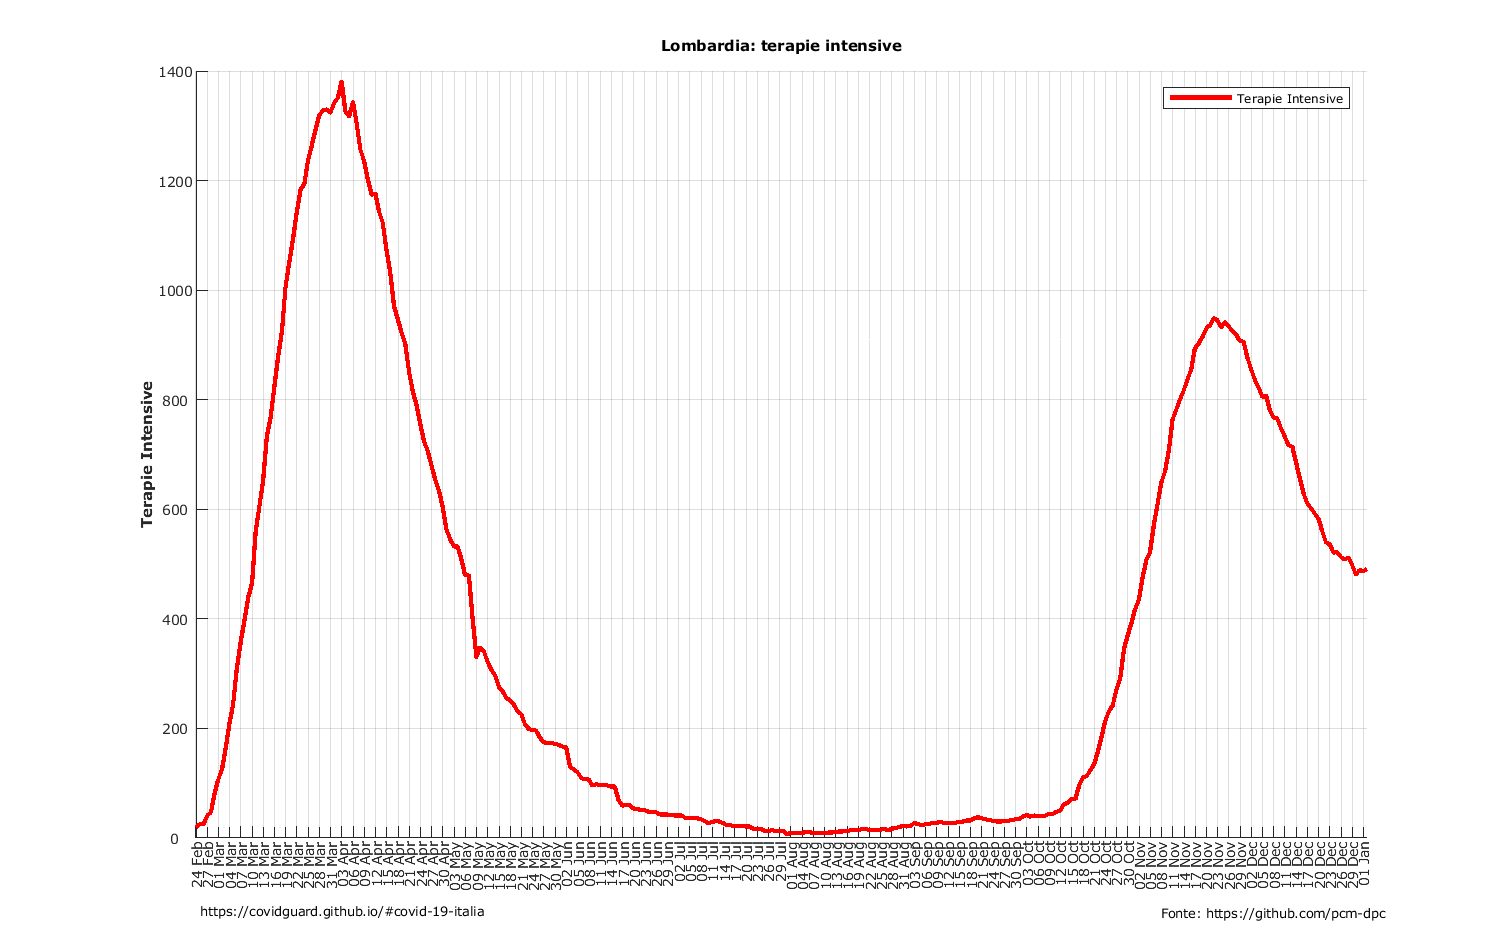 Lombardia: terapie intensive
Terapie Intensive
Terapie Intensive
1400
1200
1000
800
600
400
200
0
24 Feb
27 Feb
01 Mar
04 Mar
07 Mar
10 Mar
13 Mar
16 Mar
19 Mar
22 Mar
25 Mar
28 Mar
31 Mar
03 Apr
06 Apr
09 Apr
12 Apr
15 Apr
18 Apr
21 Apr
24 Apr
27 Apr
30 Apr
03 May
06 May
09 May
12 May
15 May
18 May
21 May
24 May
27 May
30 May
02 Jun
05 Jun
08 Jun
11 Jun
14 Jun
17 Jun
20 Jun
23 Jun
26 Jun
29 Jun
02 Jul
05 Jul
08 Jul
11 Jul
14 Jul
17 Jul
20 Jul
23 Jul
26 Jul
29 Jul
01 Aug
04 Aug
07 Aug
10 Aug
13 Aug
16 Aug
19 Aug
22 Aug
25 Aug
28 Aug
31 Aug
03 Sep
06 Sep
09 Sep
12 Sep
15 Sep
18 Sep
21 Sep
24 Sep
27 Sep
30 Sep
03 Oct
06 Oct
09 Oct
12 Oct
15 Oct
18 Oct
21 Oct
24 Oct
27 Oct
30 Oct
02 Nov
05 Nov
08 Nov
11 Nov
14 Nov
17 Nov
20 Nov
23 Nov
26 Nov
29 Nov
02 Dec
05 Dec
08 Dec
11 Dec
14 Dec
17 Dec
20 Dec
23 Dec
26 Dec
29 Dec
01 Jan
https://covidguard.github.io/#covid-19-italia
Fonte: https://github.com/pcm-dpc